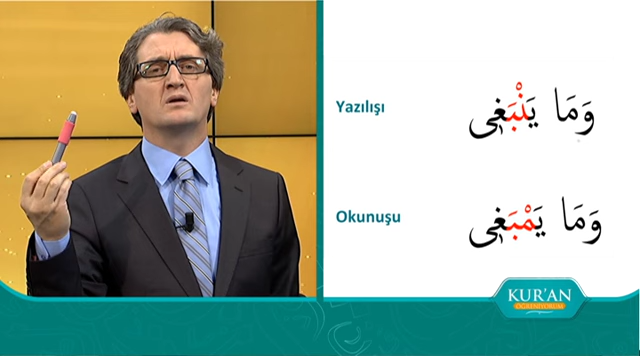 Yazılışı
وَمَا يَنْبَغٖى
Okunuşu
وَمَا يَمْبَغٖى
KUR'AN
ÖĞRENİYORUM